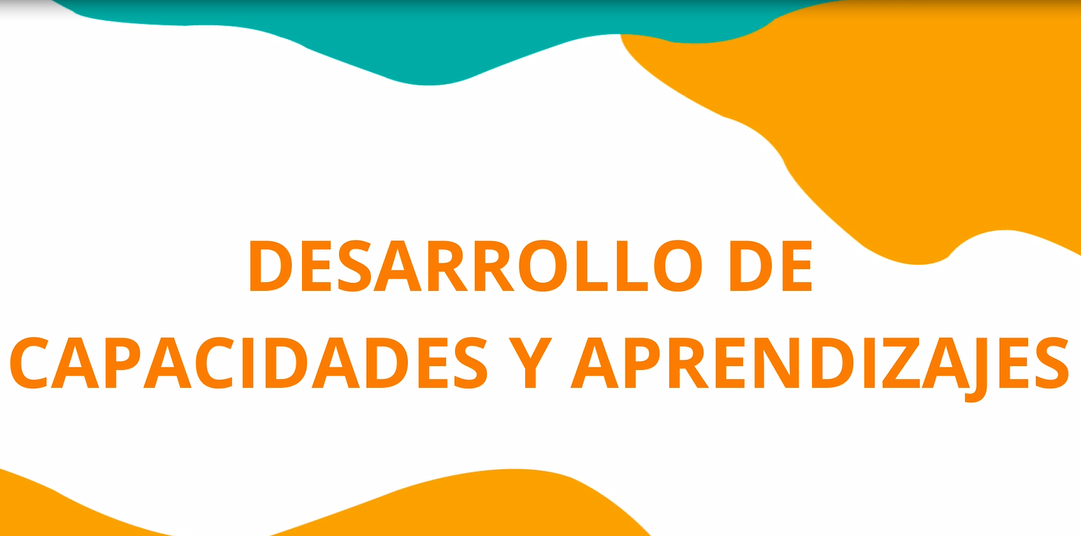 DESARROLLO DE
CAPACIDADES Y APRENDIZAJES